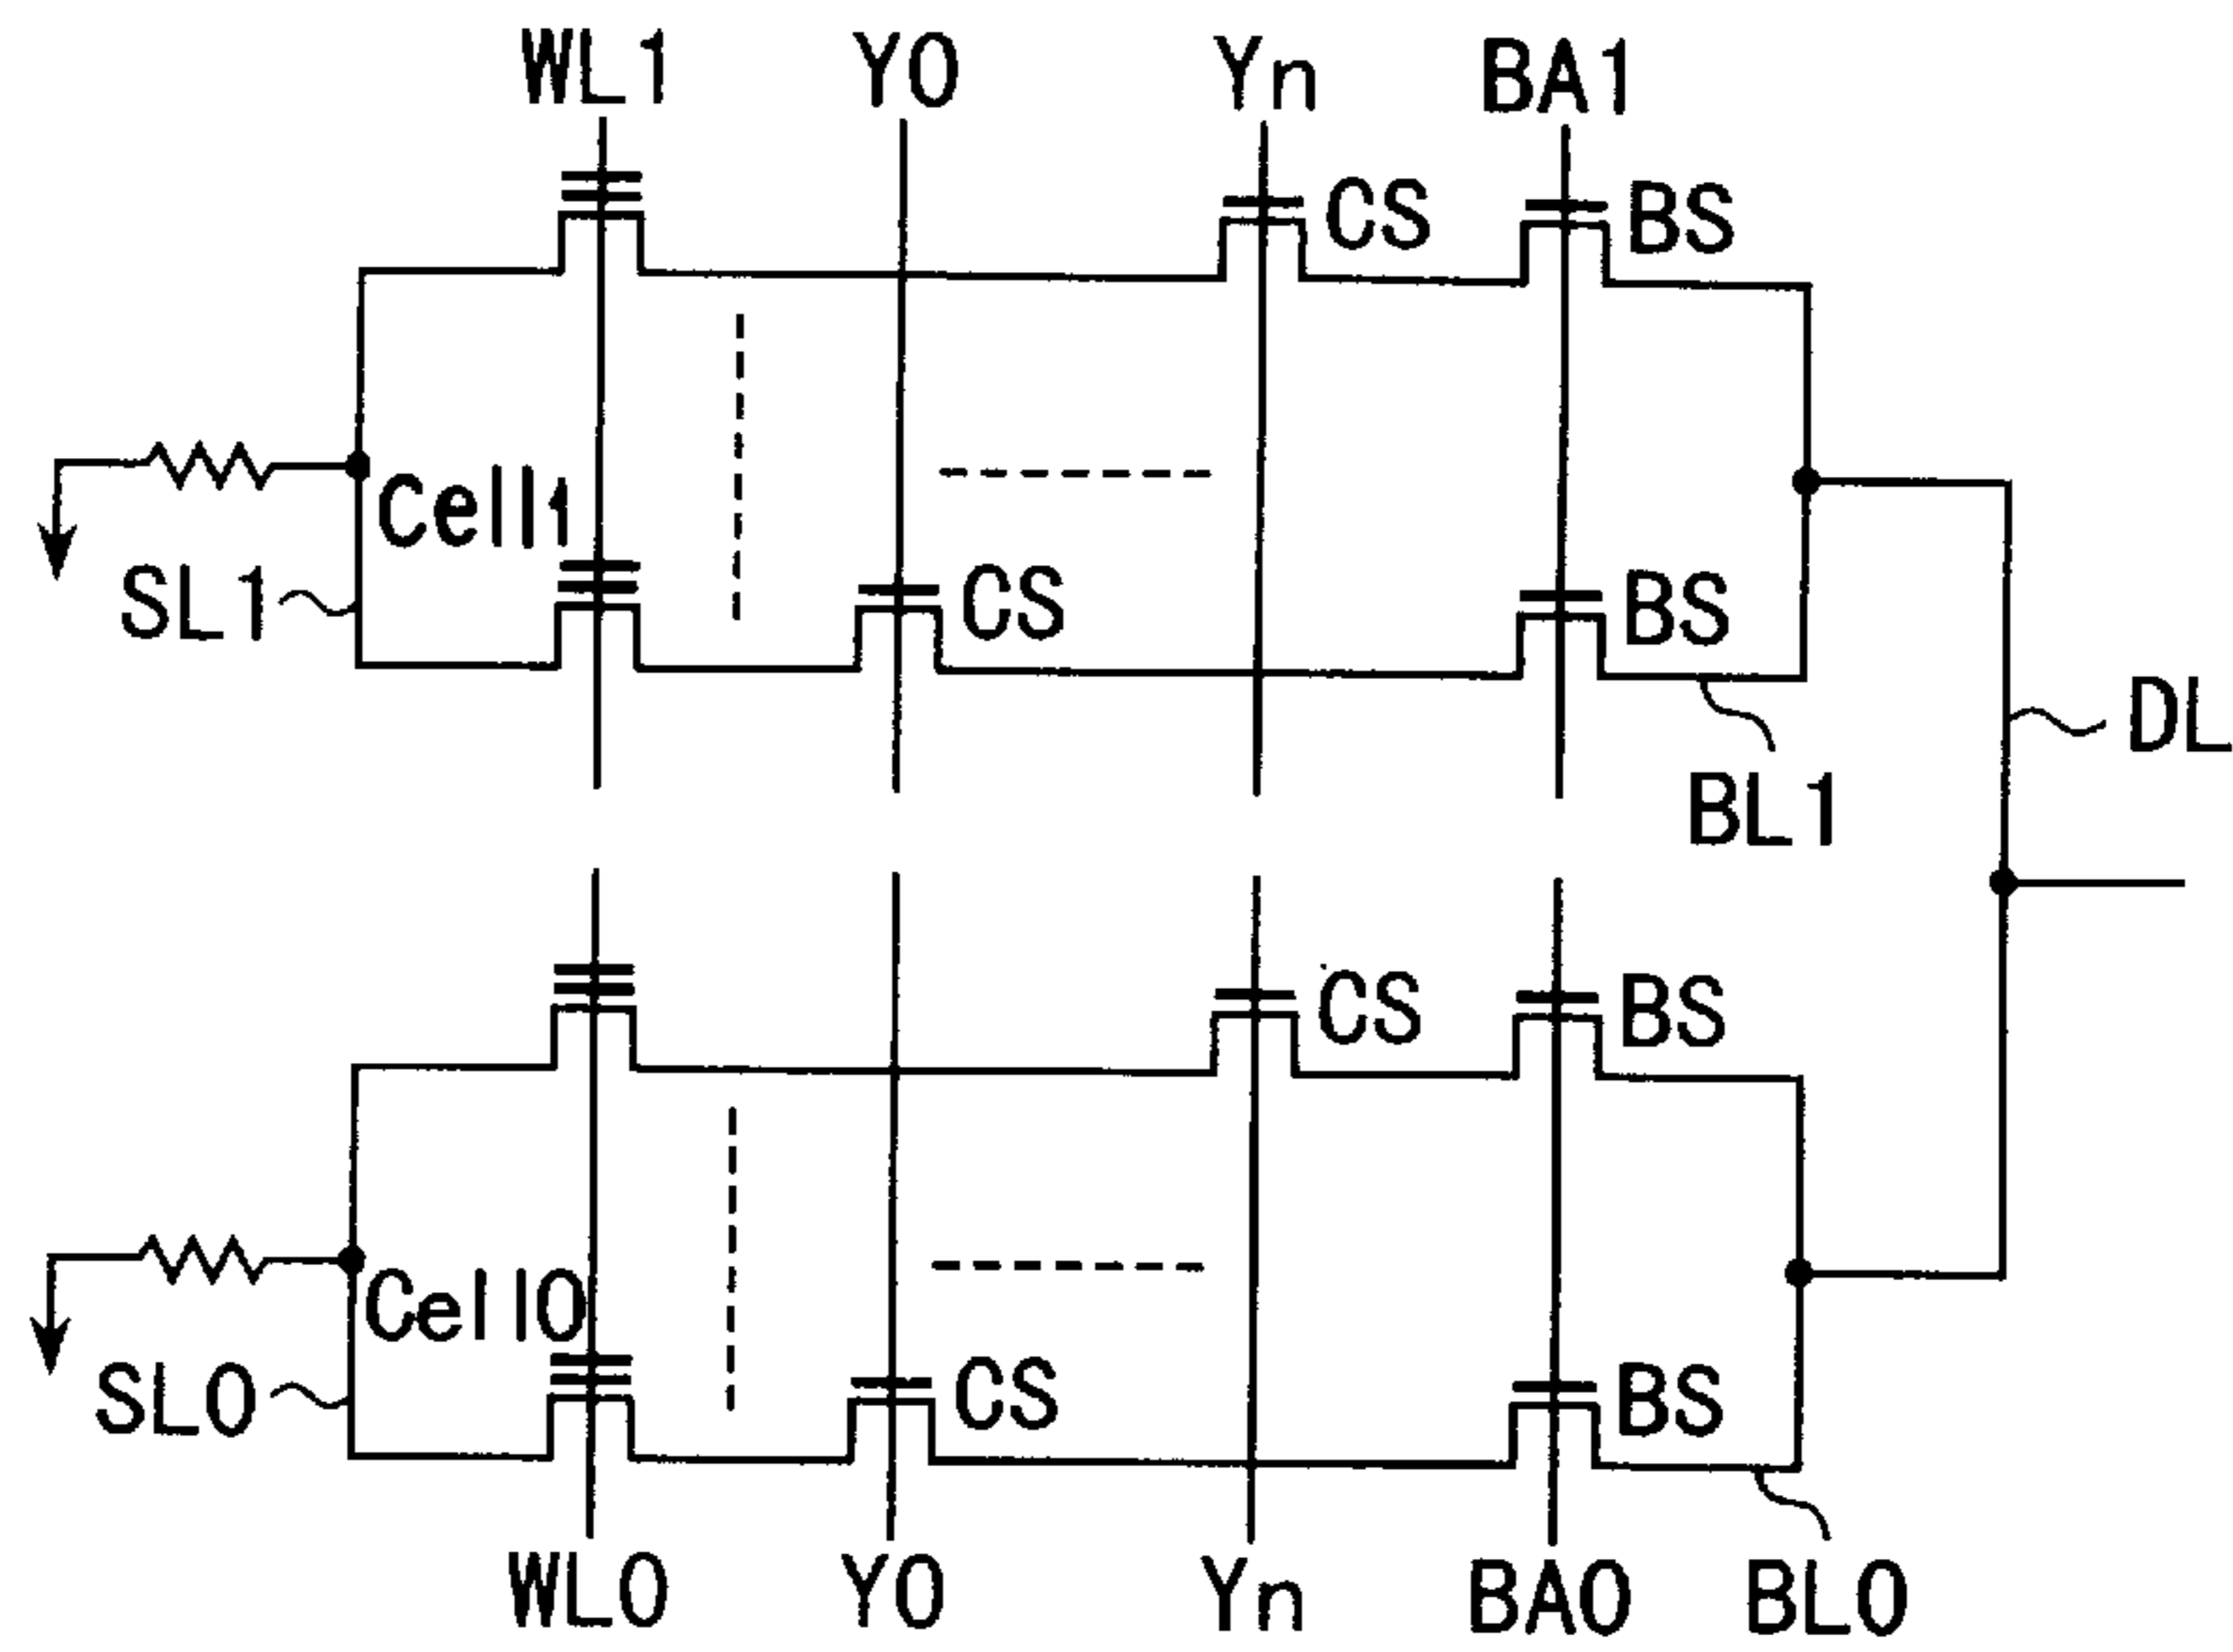 WL1 Y0 Yn BA1
CS BS
Cell1
SL1 CS BS
DL
BL1
CS BS
Cell0
SL0 CS BS
WL0 Y0 Yn BA0 BL0